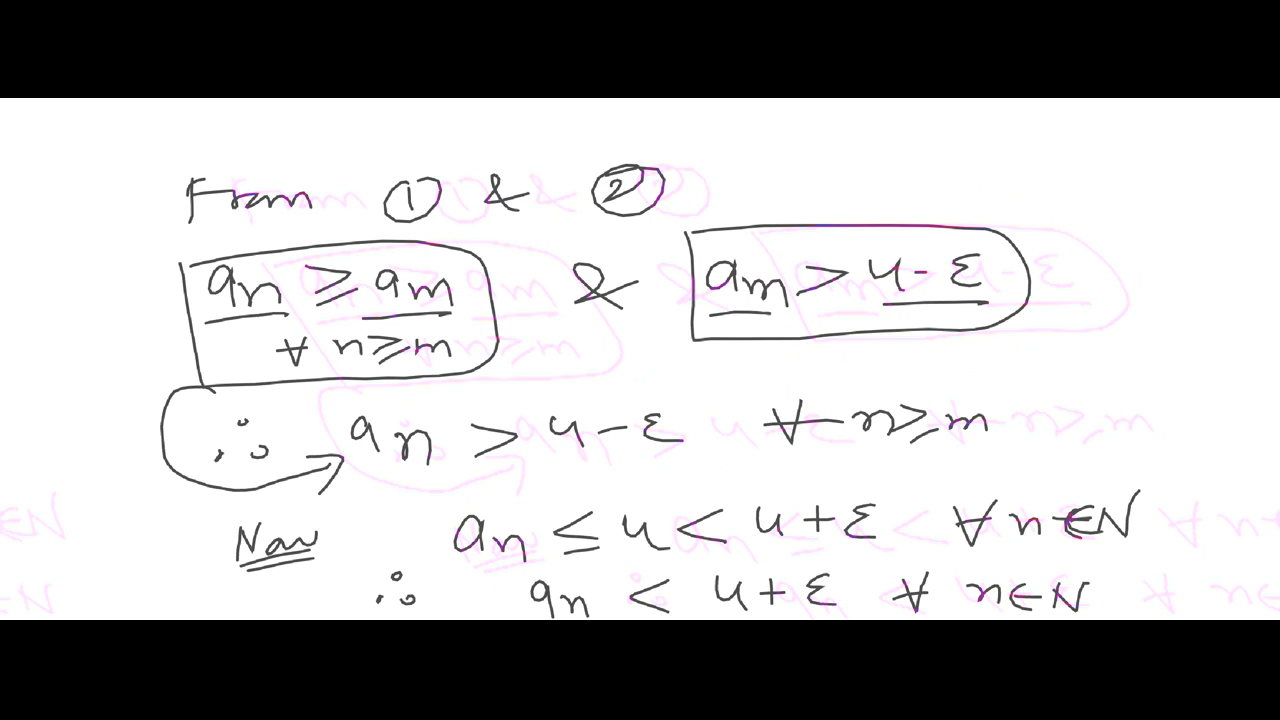 From ① & ②
an ≥ am & am > u - ε
∀ n ≥ m
∴ an > u - ε ∀ n ≥ m
Now an ≤ u < u + ε ∀ n ∈ N
∴ an < u + ε ∀ n ∈ N